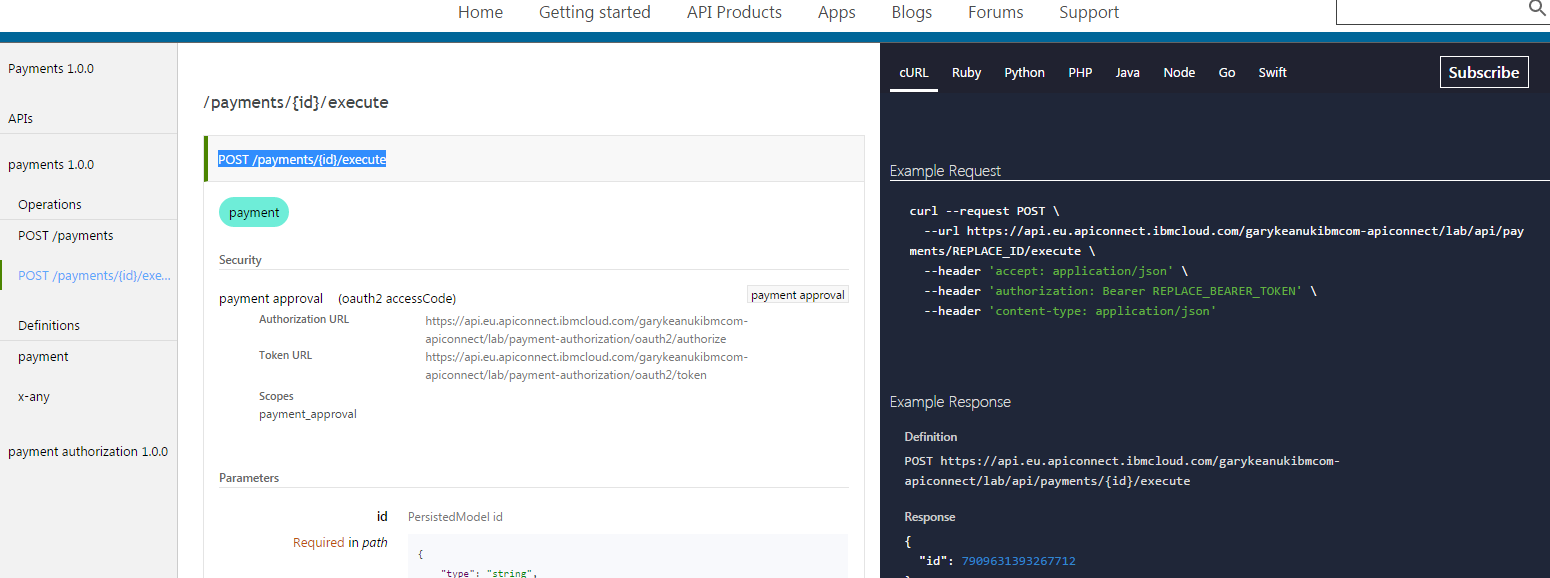 Home Getting started API Products Apps Blogs Forums Support
Payments 1.0.0
APIs
payments 1.0.0
Operations
POST /payments
POST /payments/{id}/exe...
Definitions
payment
x-any
payment authorization 1.0.0
/payments/{id}/execute
POST /payments/{id}/execute
payment
Security
payment approval (oauth2 accessCode)
payment approval
Authorization URL
https://api.eu.apiconnect.ibmcloud.com/garykeanukibmcom-
apiconnect/lab/payment-authorization/oauth2/authorize
Token URL
https://api.eu.apiconnect.ibmcloud.com/garykeanukibmcom-
apiconnect/lab/payment-authorization/oauth2/token
Scopes
payment_approval
Parameters
id
PersistedModel id
Required in path
{
"type": "string",
cURL Ruby Python PHP Java Node Go Swift
Subscribe
Example Request
curl --request POST \
--url https://api.eu.apiconnect.ibmcloud.com/garykeanukibmcom-apiconnect/lab/api/pay
ments/REPLACE_ID/execute \
--header 'accept: application/json' \
--header 'authorization: Bearer REPLACE_BEARER_TOKEN' \
--header 'content-type: application/json'
Example Response
Definition
POST https://api.eu.apiconnect.ibmcloud.com/garykeanukibmcom-
apiconnect/lab/api/payments/{id}/execute
Response
{
"id": 7909631393267712